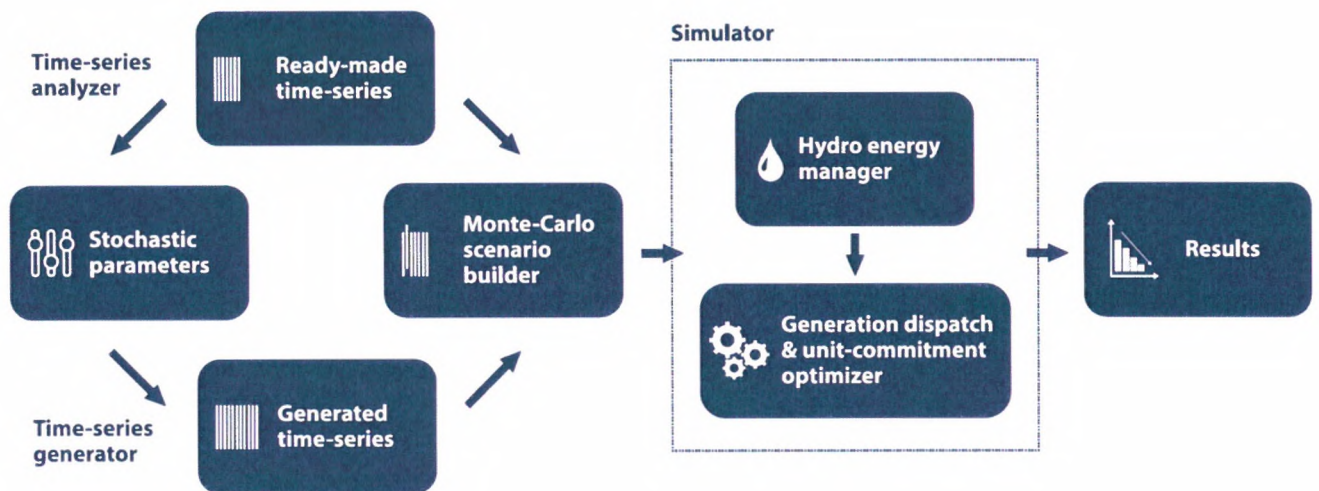 Time-series
analyzer
Ready-made
time-series
Stochastic
parameters
Time-series
generator
Generated
time-series
Monte-Carlo
scenario
builder
Simulator
Hydro energy
manager
Generation dispatch
& unit-commitment
optimizer
Results